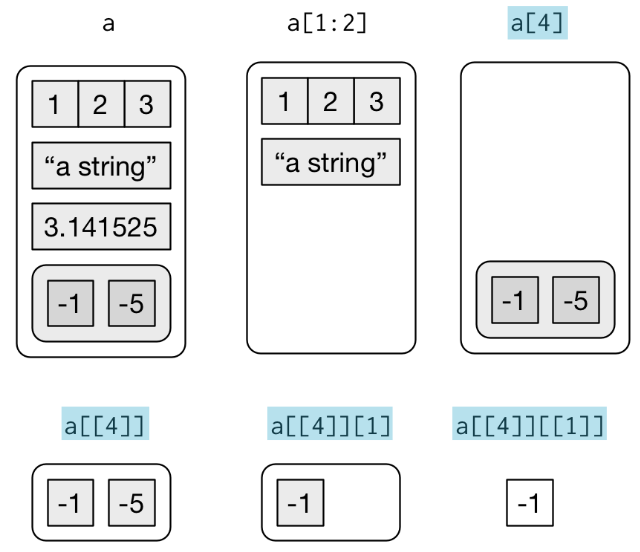 a
a[1:2]
a[4]
1 2 3
"a string"
3.141525
-1 -5
1 2 3
"a string"
-1 -5
a[[4]]
a[[4]][1]
a[[4]][[1]]
-1 -5
-1
-1